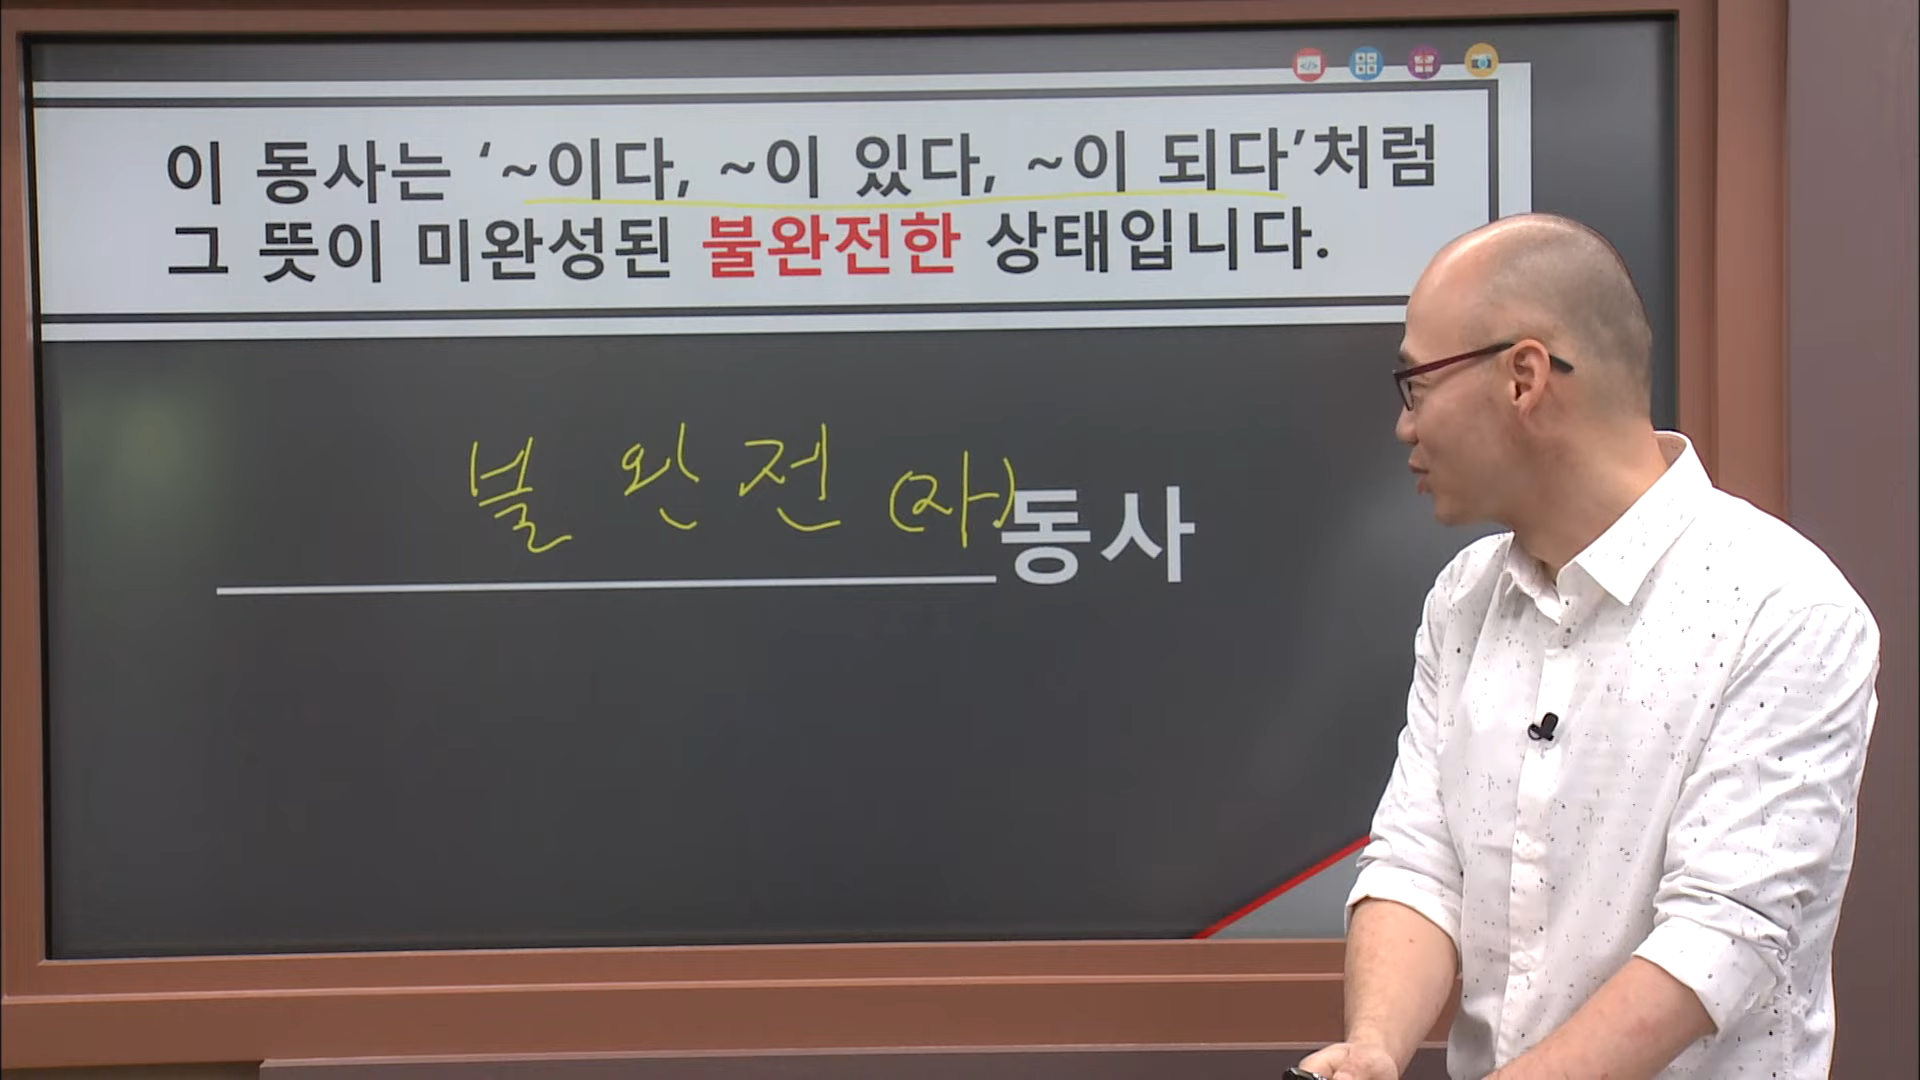 이 동사는 ‘~이다, ~이 있다, ~이 되다’처럼
그 뜻이 미완성된 불완전한 상태입니다.
불완전(자)동사